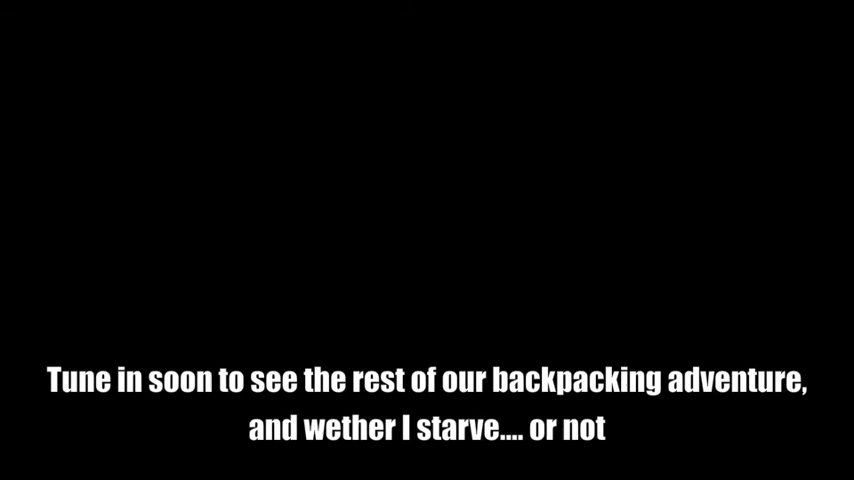 Tune in soon to see the rest of our backpacking adventure,
and wether I starve.... or not